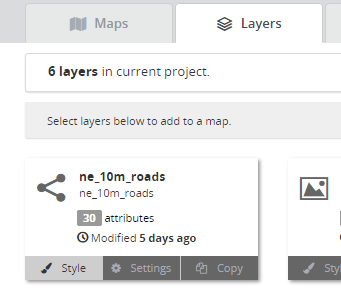 Maps
Layers
6 layers in current project.
Select layers below to add to a map.
ne_10m_roads
ne_10m_roads
30 attributes
Modified 5 days ago
Style
Settings
Copy
Sty